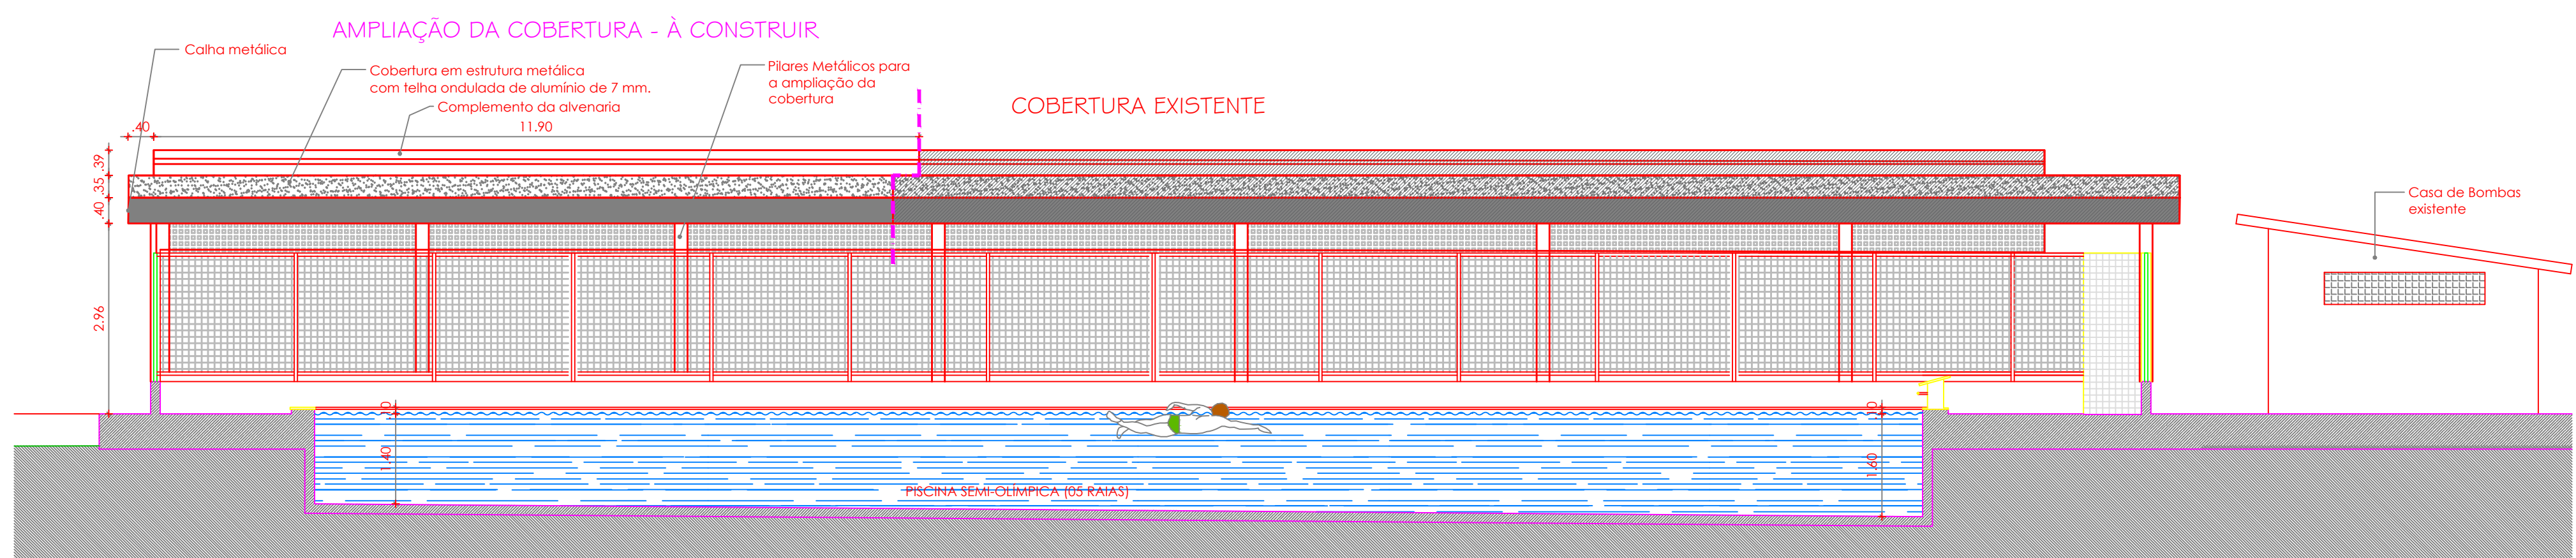 AMPLIAÇÃO DA COBERTURA - À CONSTRUIR
Calha metálica
Cobertura em estrutura metálica
com telha ondulada de alumínio de 7 mm.
Complemento da alvenaria
Pilares Metálicos para
a ampliação da
cobertura
COBERTURA EXISTENTE
.40
11.90
.39
.35
.40
2.96
Casa de Bombas
existente
.10
1.40
.10
1.60
PISCINA SEMI-OLÍMPICA (05 RAIAS)